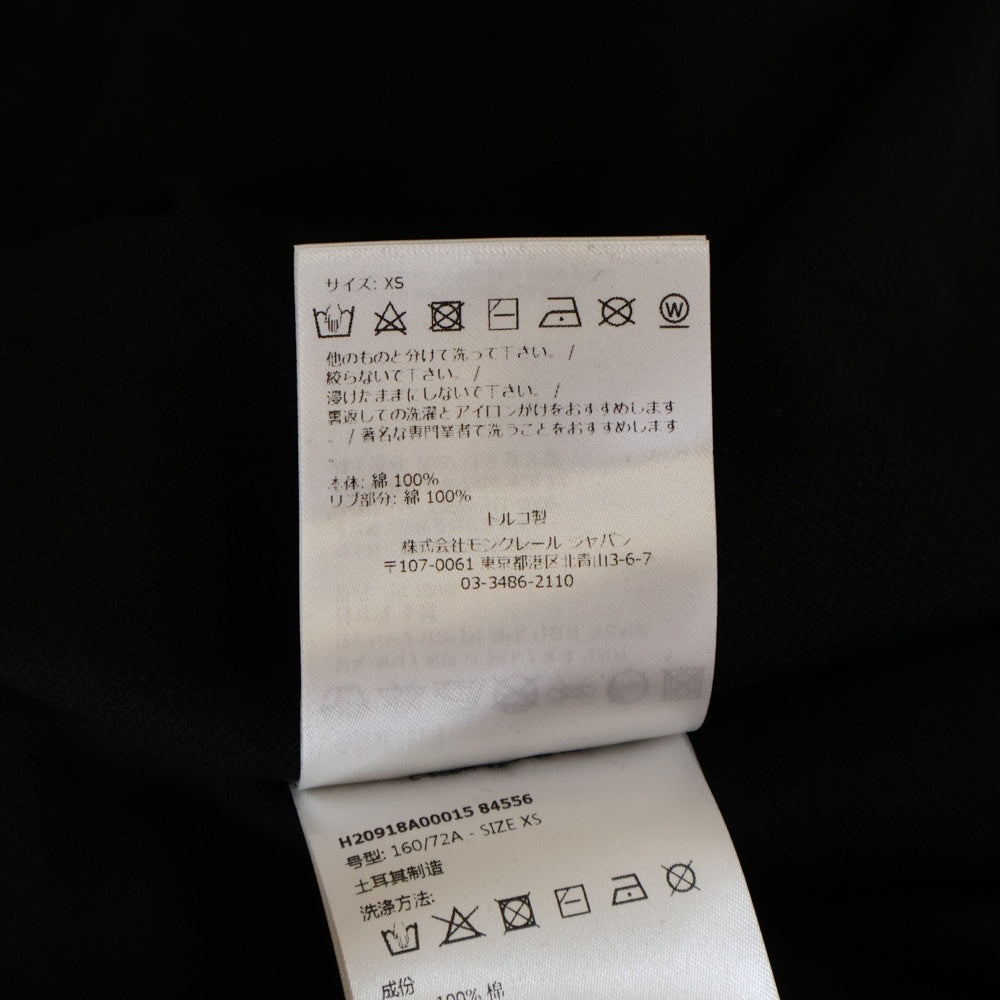 サイズ: XS
W
他のものと分けて洗って下さい。 /
絞らないで下さい。 /
浸けたままにしないで下さい。 /
裏返しての洗濯とアイロンがけをおすすめします
。 / 著名な専門業者で洗うことをおすすめします
。
本体: 綿 100%
リブ部分: 綿 100%
トルコ製
株式会社モンクレール ジャパン
〒107-0061 東京都港区北青山3-6-7
03-3486-2110
H20918A00015 84556
号型: 160/72A - SIZE XS
土耳其制造
洗涤方法:
成份
100% 棉